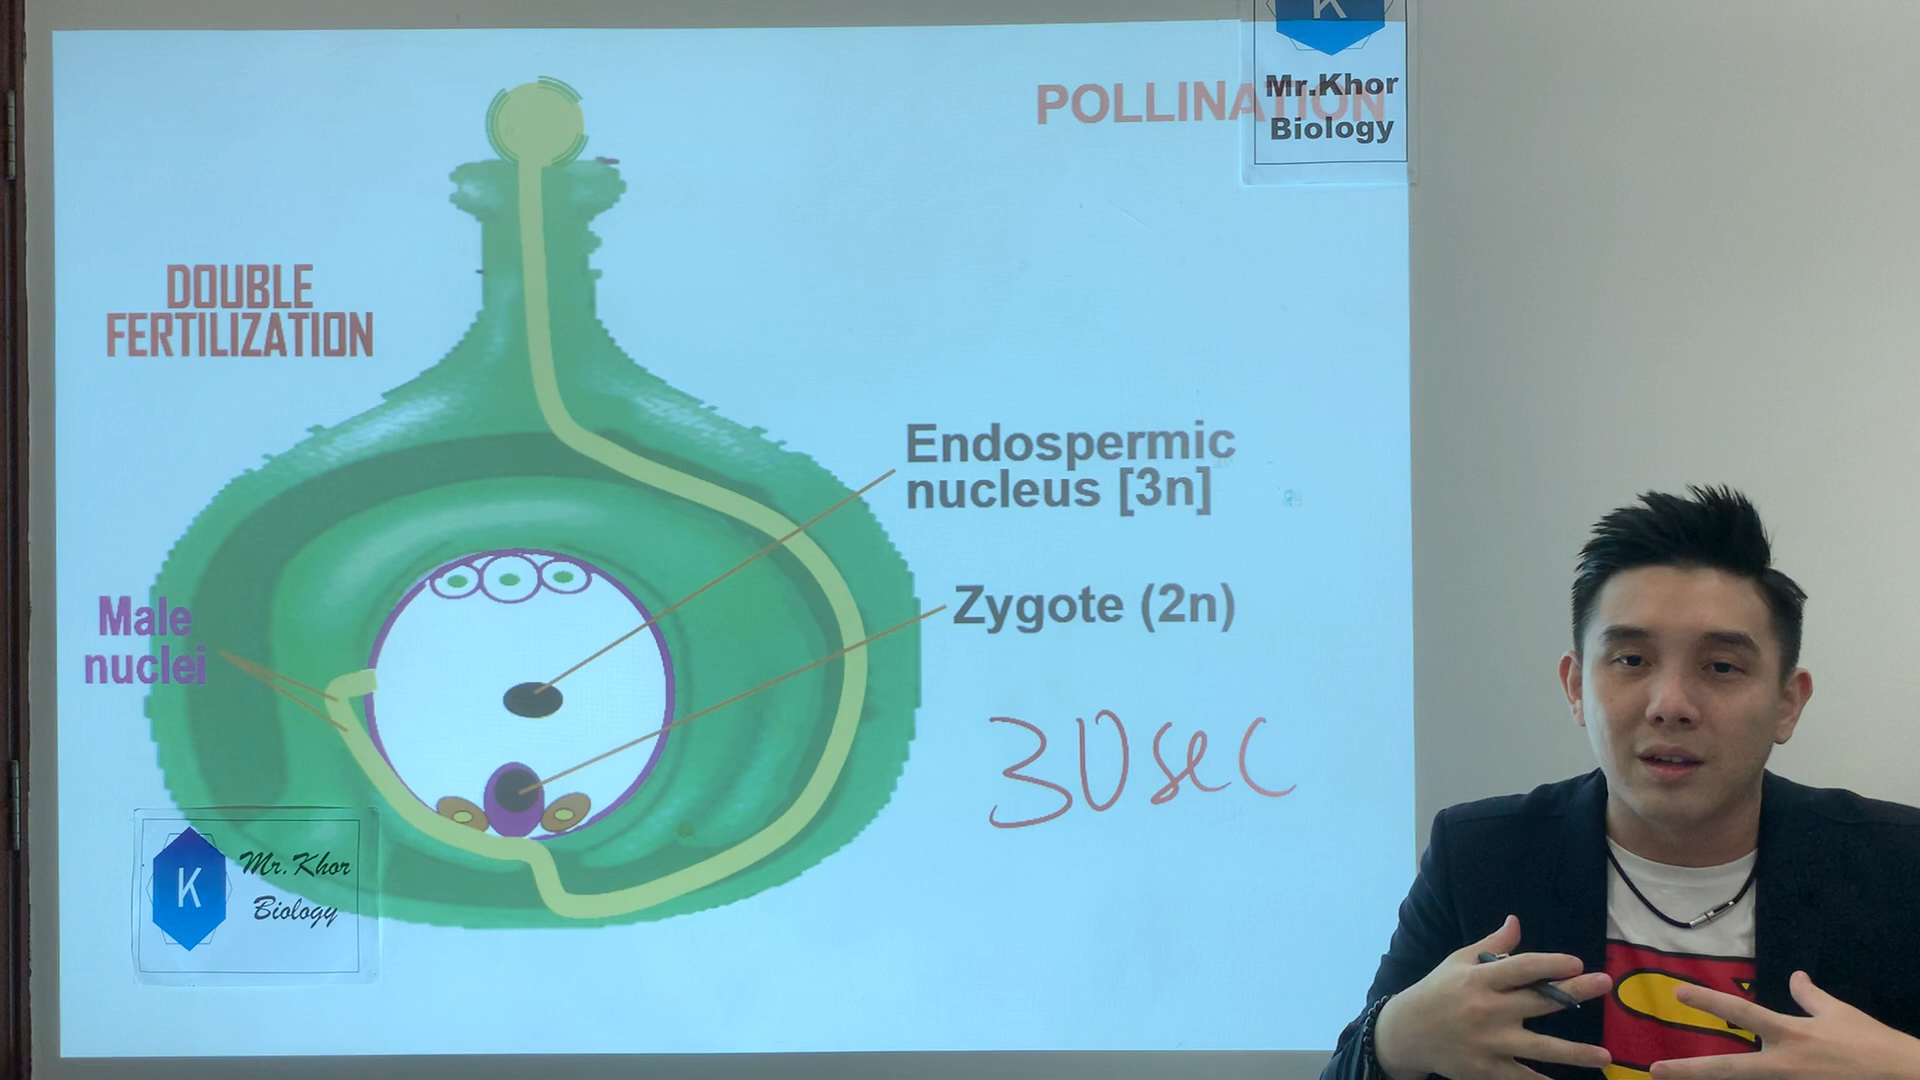 K
Mr.Khor
Biology
POLLINATION
DOUBLE
FERTILIZATION
Endospermic
nucleus [3n]
Zygote (2n)
Male
nuclei
30sec
K
Mr.Khor
Biology